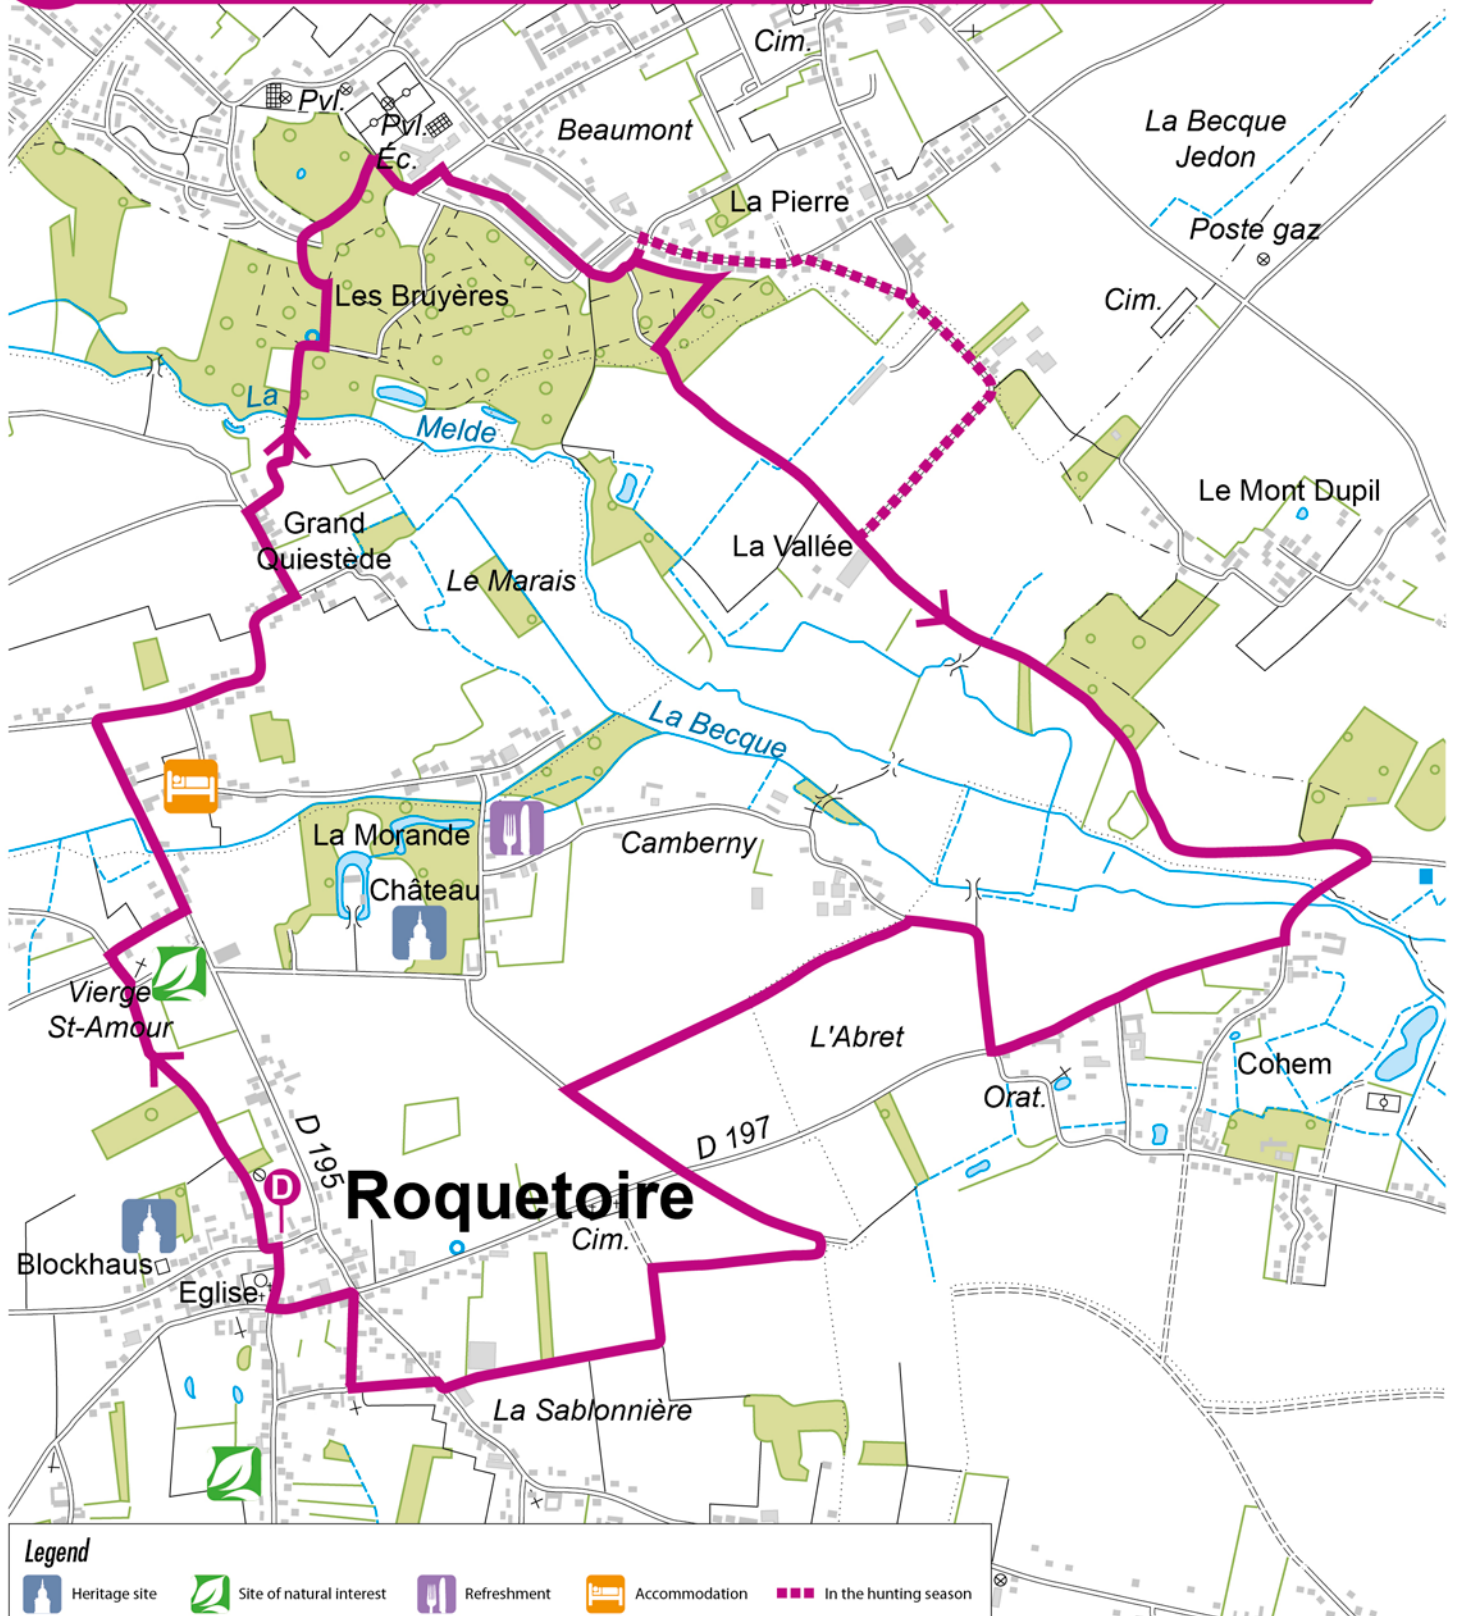 Cim.
Pvl.
Pvl.
Éc.
Beaumont
La Becque
Jedon
La Pierre
Poste gaz
Les Bruyères
Cim.
La
Melde
Le Mont Dupil
Grand
Quiestède
La Vallée
Le Marais
La Becque
La Morande
Camberny
Château
Vierge
St-Amour
L'Abret
Cohem
Orat.
D 195
D 197
D
Roquetoire
Cim.
Blockhaus
Eglise
La Sablonnière
Legend
Heritage site
Site of natural interest
Refreshment
Accommodation
In the hunting season